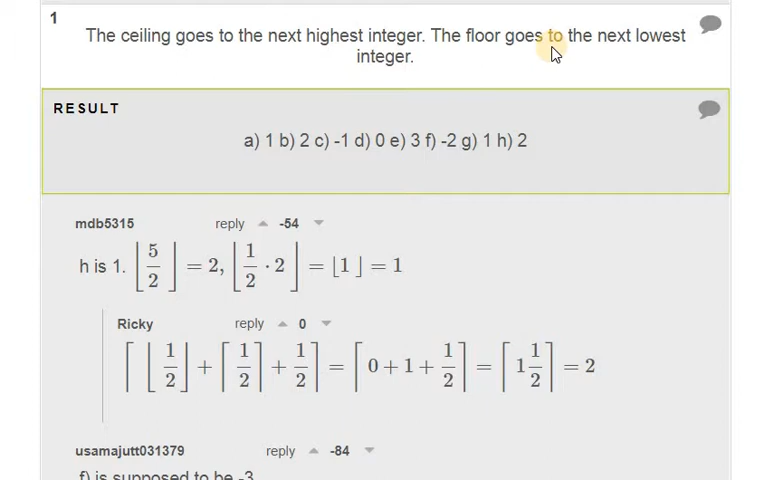 1
The ceiling goes to the next highest integer. The floor goes to the next lowest
integer.
RESULT
a) 1 b) 2 c) -1 d) 0 e) 3 f) -2 g) 1 h) 2
mdb5315 reply -54
h is 1. ⌊5/2⌋ = 2, ⌊1/2 · 2⌋ = ⌊1⌋ = 1
Ricky reply 0
⌈⌊1/2⌋ + ⌈1/2⌉ + 1/2⌉ = ⌈0 + 1 + 1/2⌉ = ⌈1 1/2⌉ = 2
usamajutt031379 reply -84
f) is supposed to be -3